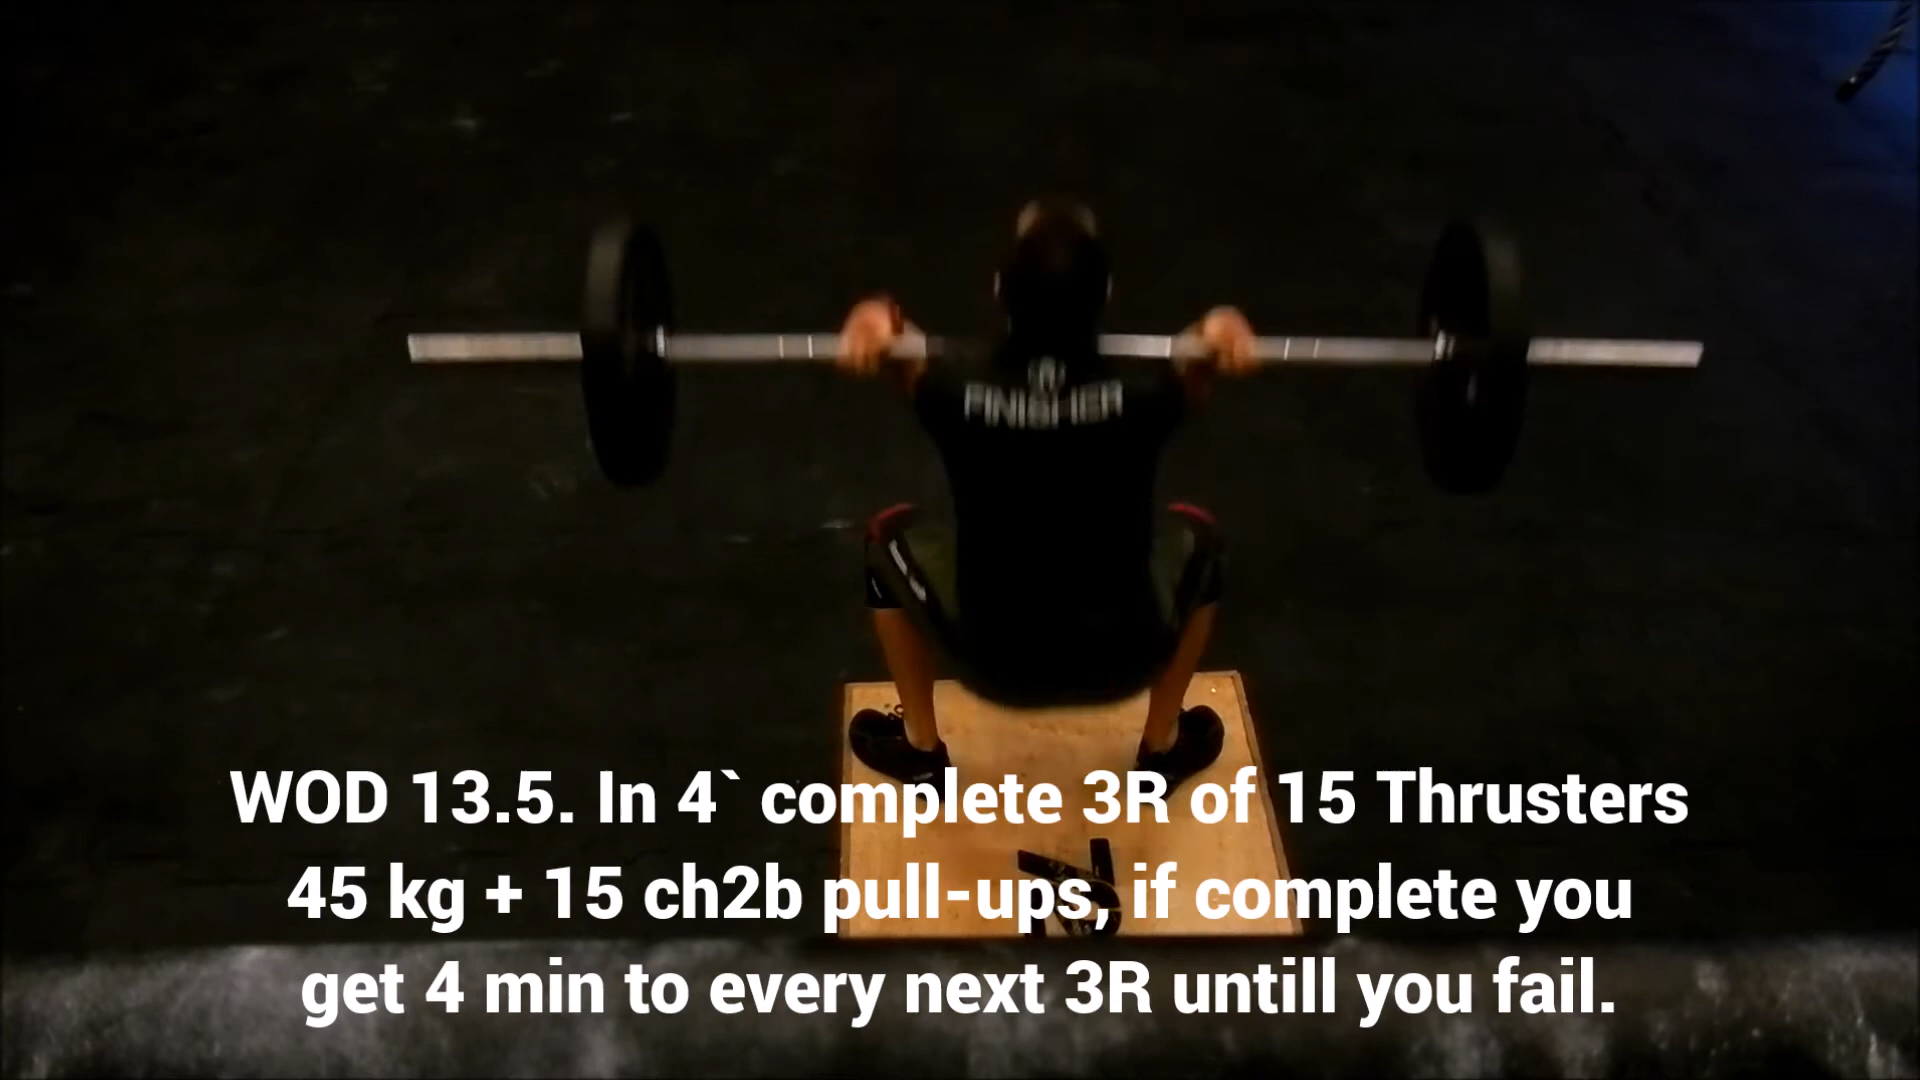 FINISHER
WOD 13.5. In 4` complete 3R of 15 Thrusters
45 kg + 15 ch2b pull-ups, if complete you
get 4 min to every next 3R untill you fail.